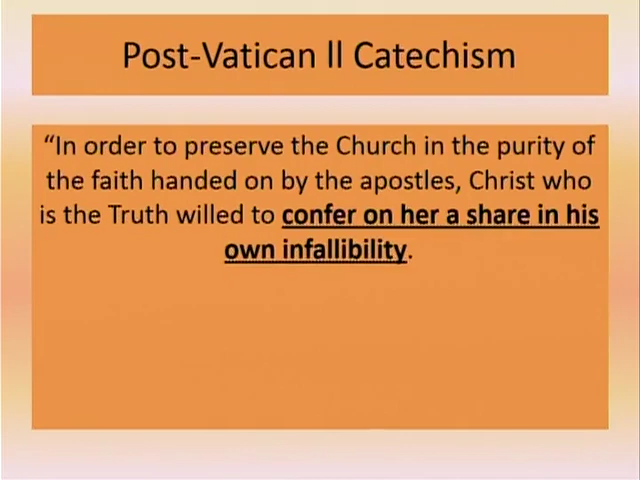 Post-Vatican ll Catechism
“In order to preserve the Church in the purity of
the faith handed on by the apostles, Christ who
is the Truth willed to confer on her a share in his
own infallibility.